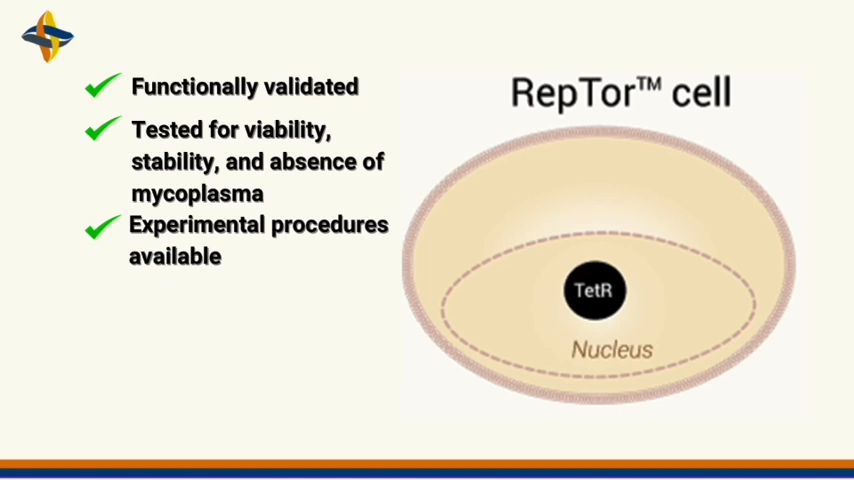 Functionally validated
Tested for viability,
stability, and absence of
mycoplasma
Experimental procedures
available
RepTor™ cell
TetR
Nucleus